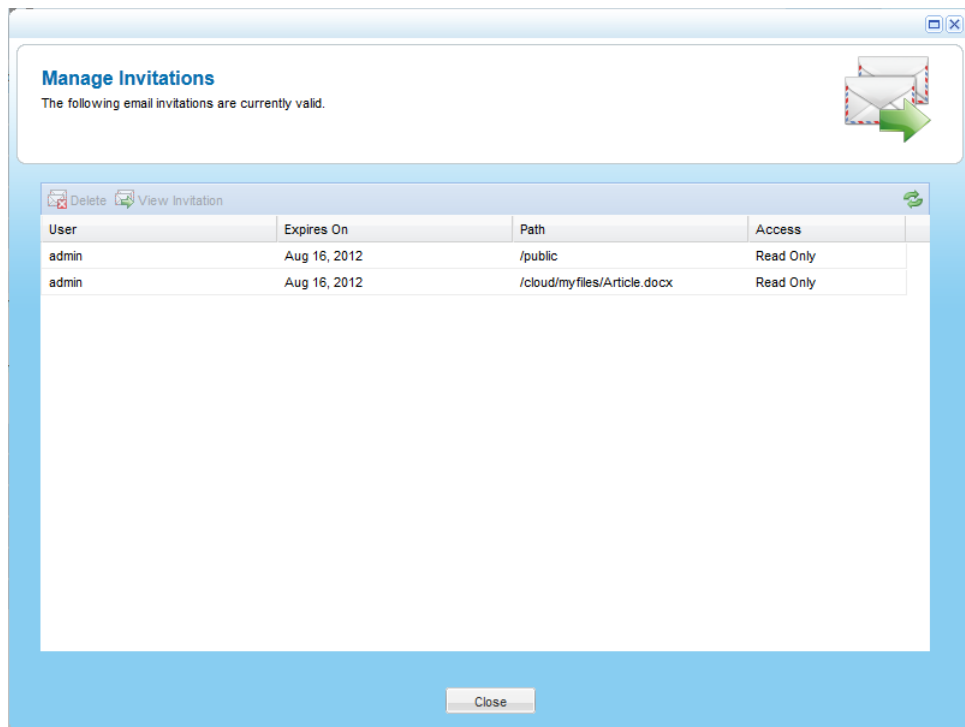 Manage Invitations
The following email invitations are currently valid.
Delete View Invitation
User Expires On Path Access
admin Aug 16, 2012 /public Read Only
admin Aug 16, 2012 /cloud/myfiles/Article.docx Read Only
Close